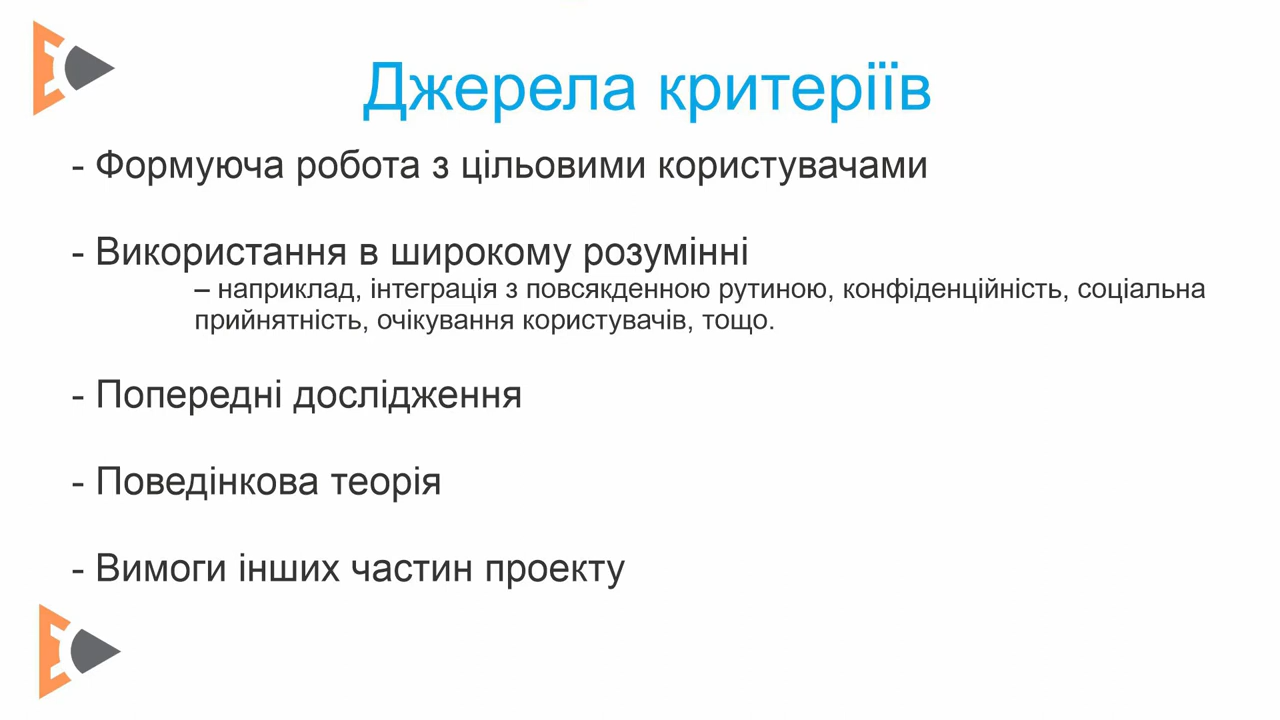 Джерела критеріїв
- Формуюча робота з цільовими користувачами
- Використання в широкому розумінні
– наприклад, інтеграція з повсякденною рутиною, конфіденційність, соціальна
прийнятність, очікування користувачів, тощо.
- Попередні дослідження
- Поведінкова теорія
- Вимоги інших частин проекту